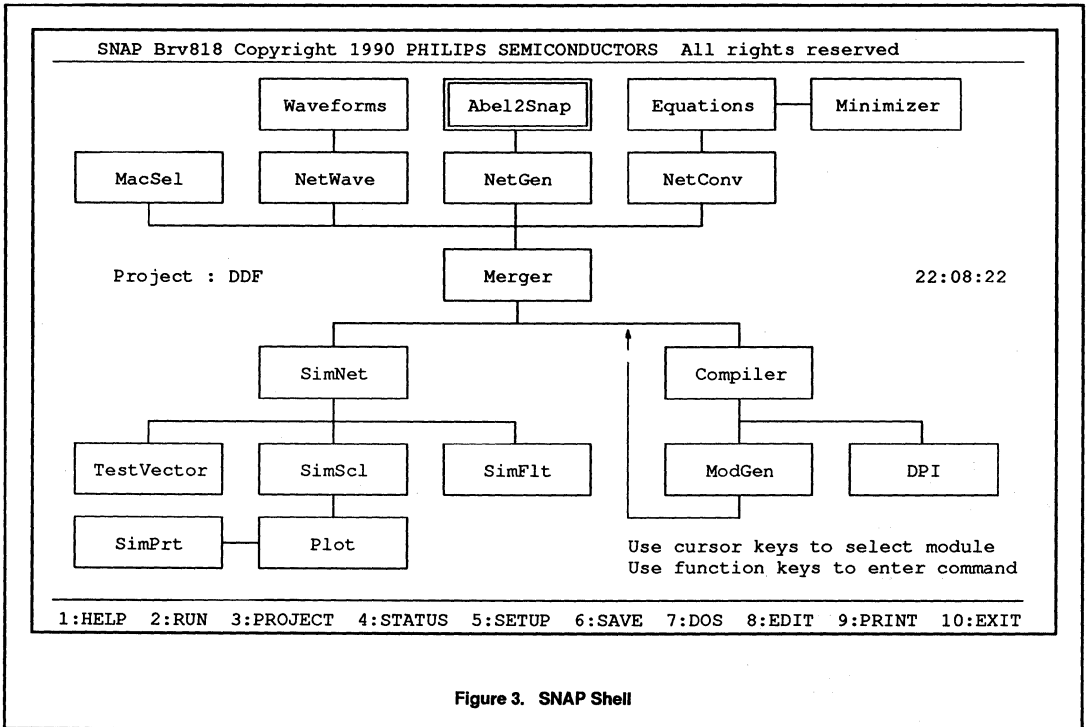 SNAP Brv818 Copyright 1990 PHILIPS SEMICONDUCTORS All rights reserved
Waveforms Abel2Snap Equations Minimizer
MacSel NetWave NetGen NetConv
Merger
Project : DDF 22:08:22
SimNet Compiler
TestVector SimScl SimFlt ModGen DPI
SimPrt Plot
Use cursor keys to select module
Use function keys to enter command
1:HELP 2:RUN 3:PROJECT 4:STATUS 5:SETUP 6:SAVE 7:DOS 8:EDIT 9:PRINT 10:EXIT
Figure 3. SNAP Shell